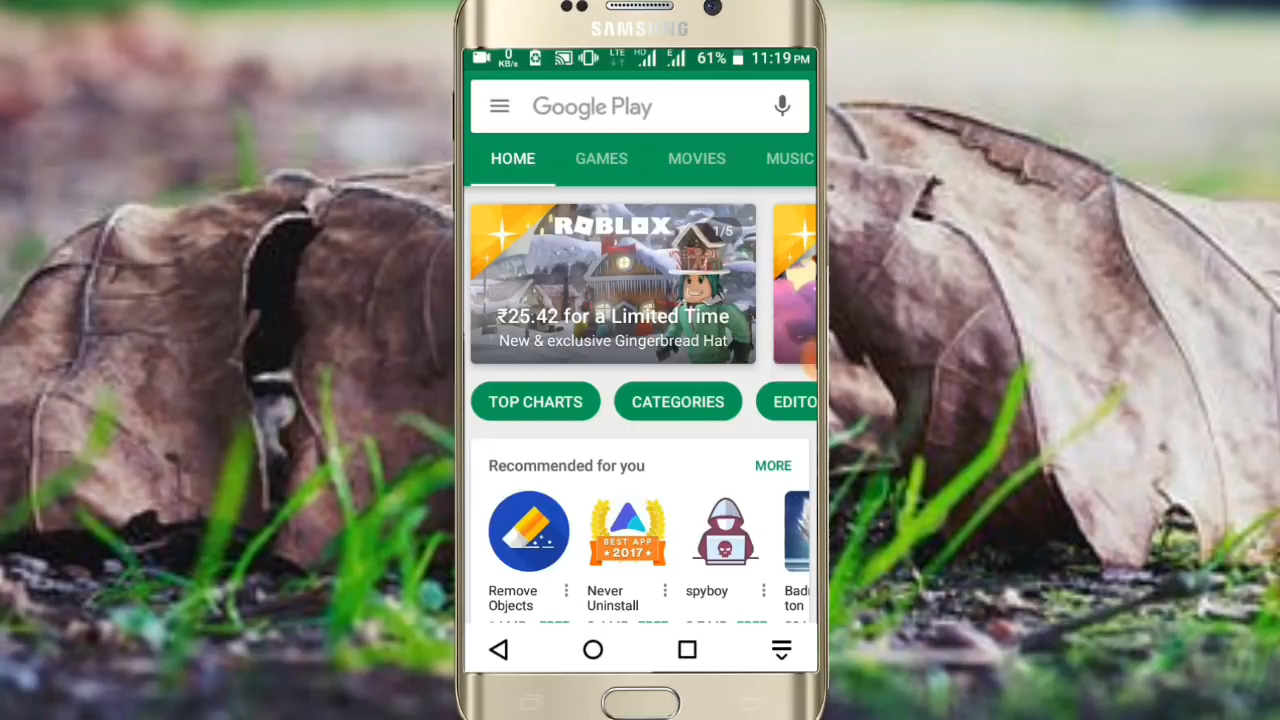 SAMSUNG
0 KB/s LTE HD E 61% 11:19 PM
Google Play
HOME GAMES MOVIES MUSIC
ROBLOX 1/5
₹25.42 for a Limited Time
New & exclusive Gingerbread Hat
TOP CHARTS CATEGORIES EDITO
Recommended for you MORE
BEST APP
2017
Remove Never spyboy Bad
Objects Uninstall ton